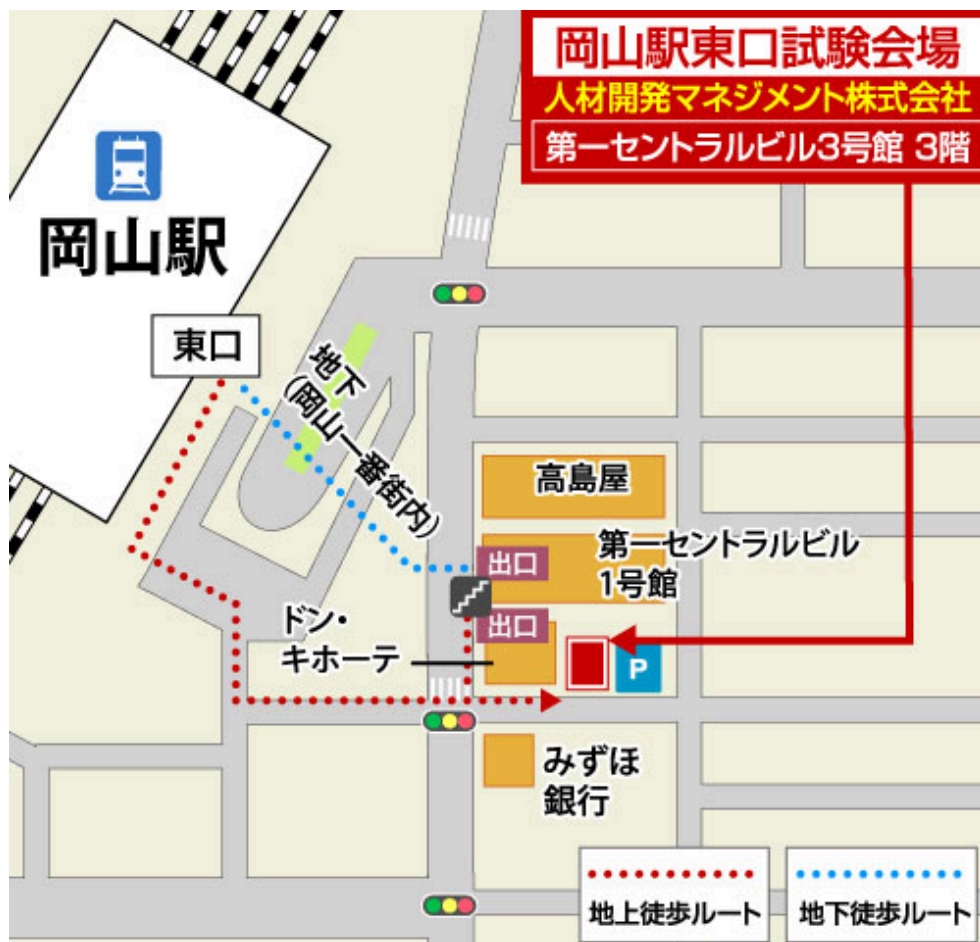 岡山駅東口試験会場
人材開発マネジメント株式会社
第一セントラルビル3号館 3階
岡山駅
東口
地下
(岡山一番街内)
高島屋
第一セントラルビル
1号館
出口
出口
ドン・
キホーテ
P
みずほ
銀行
地上徒歩ルート
地下徒歩ルート